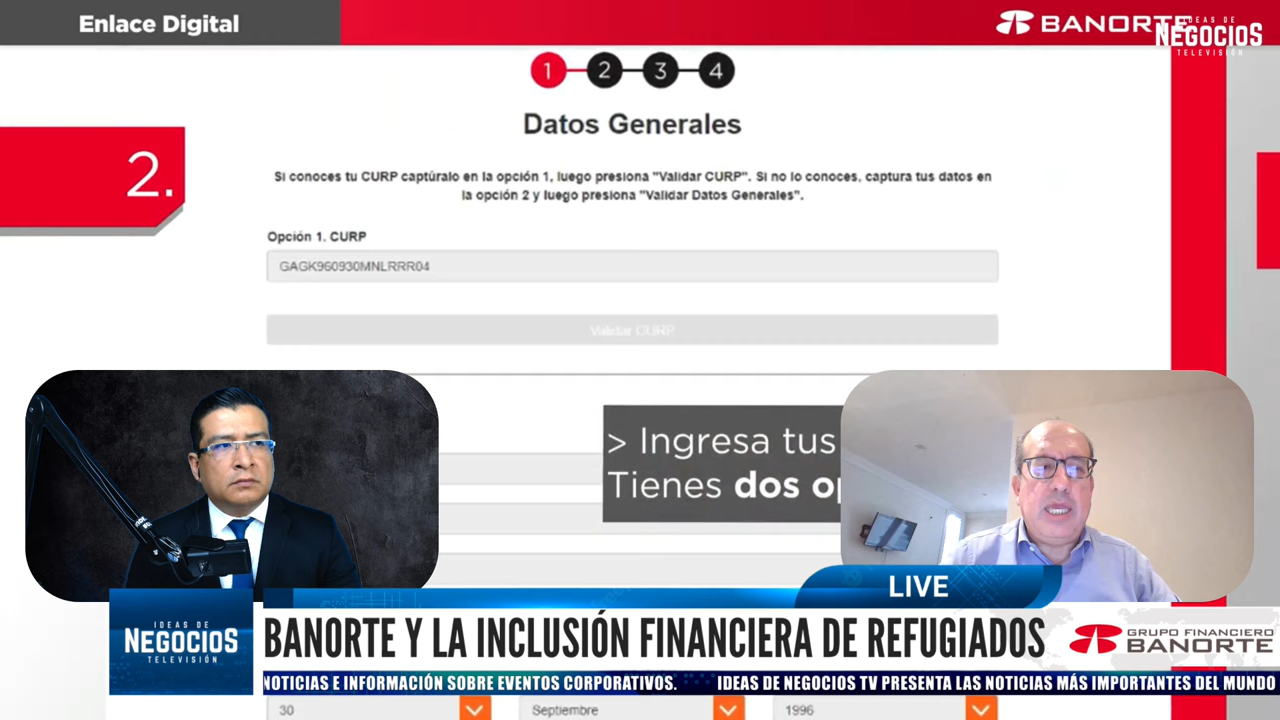 Enlace Digital
BANORTE
IDEAS DE
NEGOCIOS
TELEVISIÓN
1 2 3 4
Datos Generales
2.
Si conoces tu CURP captúralo en la opción 1, luego presiona "Validar CURP". Si no lo conoces, captura tus datos en
la opción 2 y luego presiona "Validar Datos Generales".
Opción 1. CURP
GAGK960930MNLRRR04
Validar CURP
> Ingresa tus
Tienes dos op
LIVE
IDEAS DE
NEGOCIOS
TELEVISIÓN
BANORTE Y LA INCLUSIÓN FINANCIERA DE REFUGIADOS
GRUPO FINANCIERO
BANORTE
NOTICIAS E INFORMACIÓN SOBRE EVENTOS CORPORATIVOS. IDEAS DE NEGOCIOS TV PRESENTA LAS NOTICIAS MÁS IMPORTANTES DEL MUNDO
30 Septiembre 1996